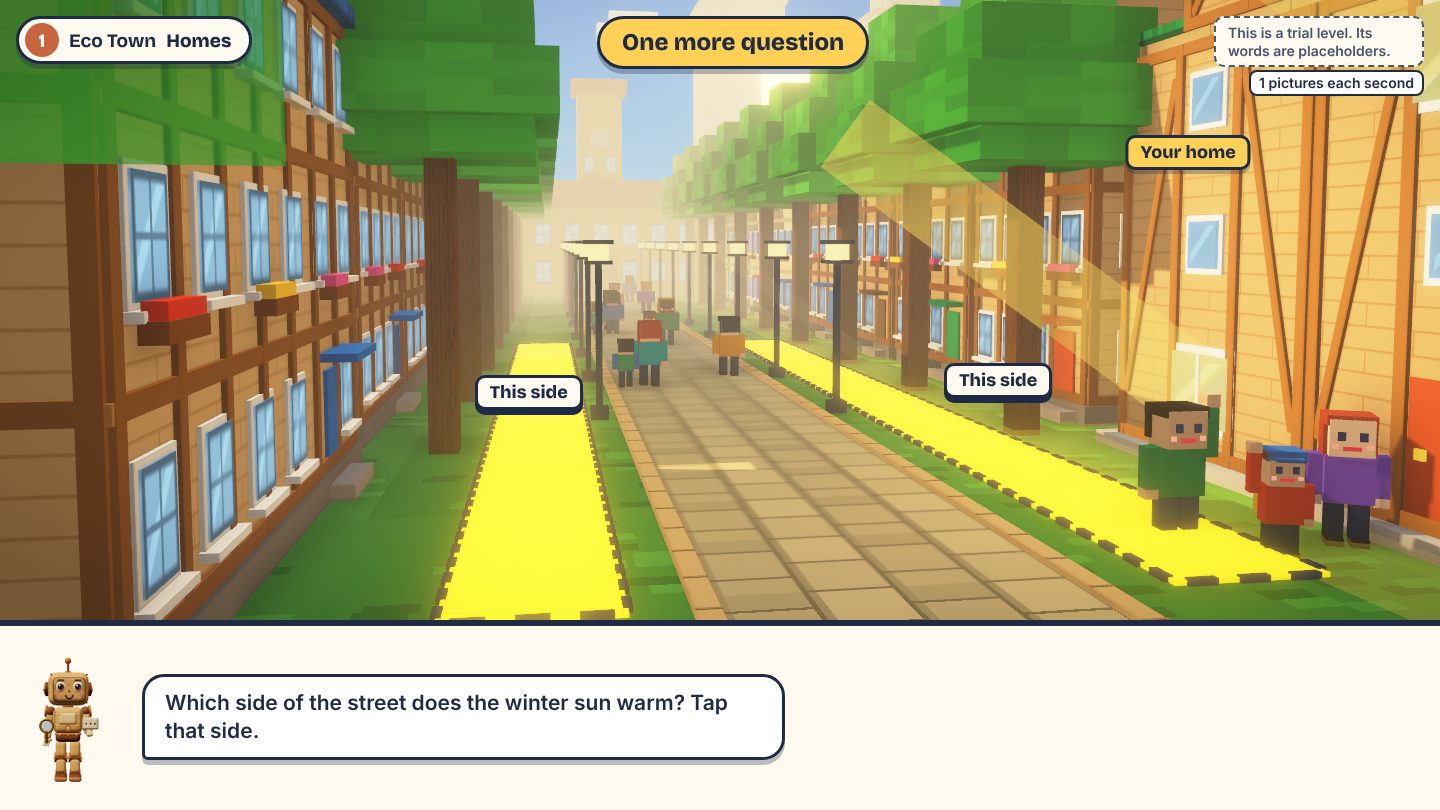 1 Eco Town Homes
One more question
This is a trial level. Its
words are placeholders.
1 pictures each second
Your home
This side
This side
Which side of the street does the winter sun warm? Tap
that side.